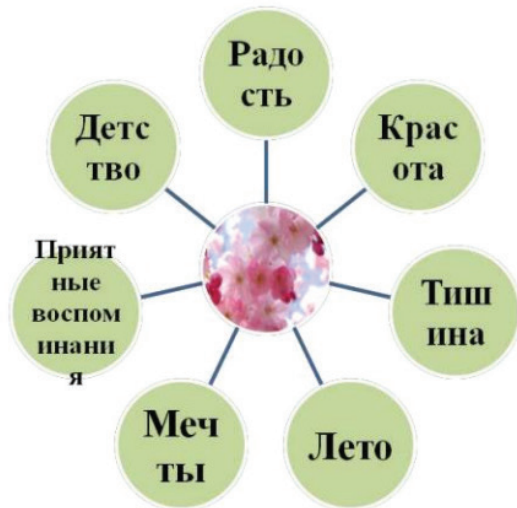 Радо
сть
Крас
ота
Тиш
ина
Лето
Меч
ты
Прият
ные
воспом
инани
я
Детс
тво